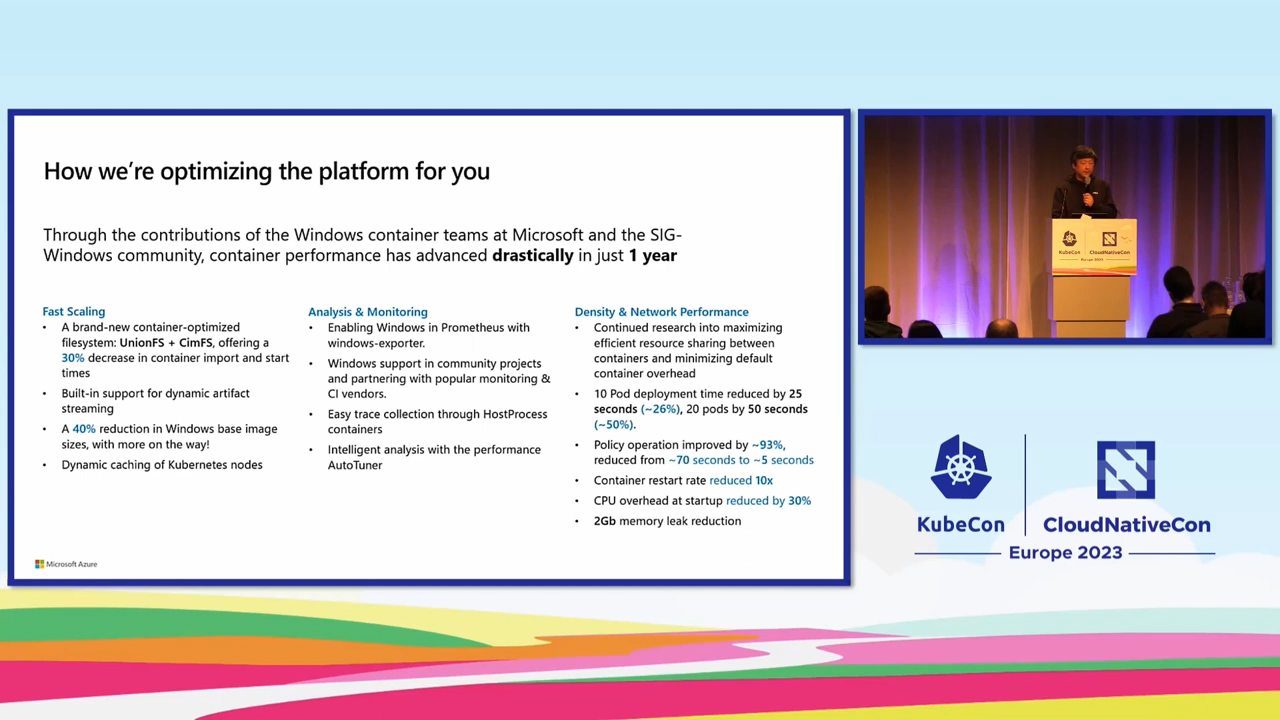 How we're optimizing the platform for you
Through the contributions of the Windows container teams at Microsoft and the SIG-
Windows community, container performance has advanced drastically in just 1 year
Fast Scaling
• A brand-new container-optimized
filesystem: UnionFS + CimFS, offering a
30% decrease in container import and start
times
• Built-in support for dynamic artifact
streaming
• A 40% reduction in Windows base image
sizes, with more on the way!
• Dynamic caching of Kubernetes nodes
Analysis & Monitoring
• Enabling Windows in Prometheus with
windows-exporter.
• Windows support in community projects
and partnering with popular monitoring &
CI vendors.
• Easy trace collection through HostProcess
containers
• Intelligent analysis with the performance
AutoTuner
Density & Network Performance
• Continued research into maximizing
efficient resource sharing between
containers and minimizing default
container overhead
• 10 Pod deployment time reduced by 25
seconds (~26%), 20 pods by 50 seconds
(~50%).
• Policy operation improved by ~93%,
reduced from ~70 seconds to ~5 seconds
• Container restart rate reduced 10x
• CPU overhead at startup reduced by 30%
• 2Gb memory leak reduction
Microsoft Azure
KubeCon
CloudNativeCon
Europe 2023
KubeCon
CloudNativeCon
Europe 2023